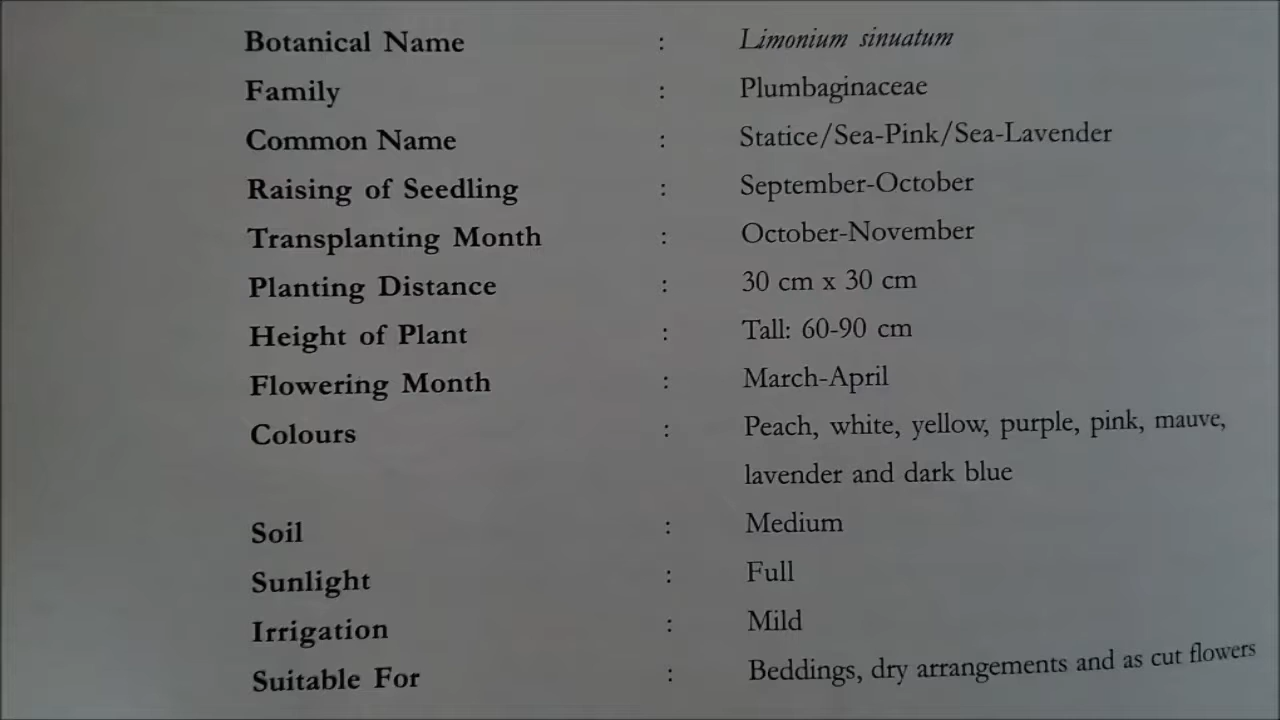 Botanical Name : Limonium sinuatum
Family : Plumbaginaceae
Common Name : Statice/Sea-Pink/Sea-Lavender
Raising of Seedling : September-October
Transplanting Month : October-November
Planting Distance : 30 cm x 30 cm
Height of Plant : Tall: 60-90 cm
Flowering Month : March-April
Colours : Peach, white, yellow, purple, pink, mauve,
lavender and dark blue
Soil : Medium
Sunlight : Full
Irrigation : Mild
Suitable For : Beddings, dry arrangements and as cut flowers